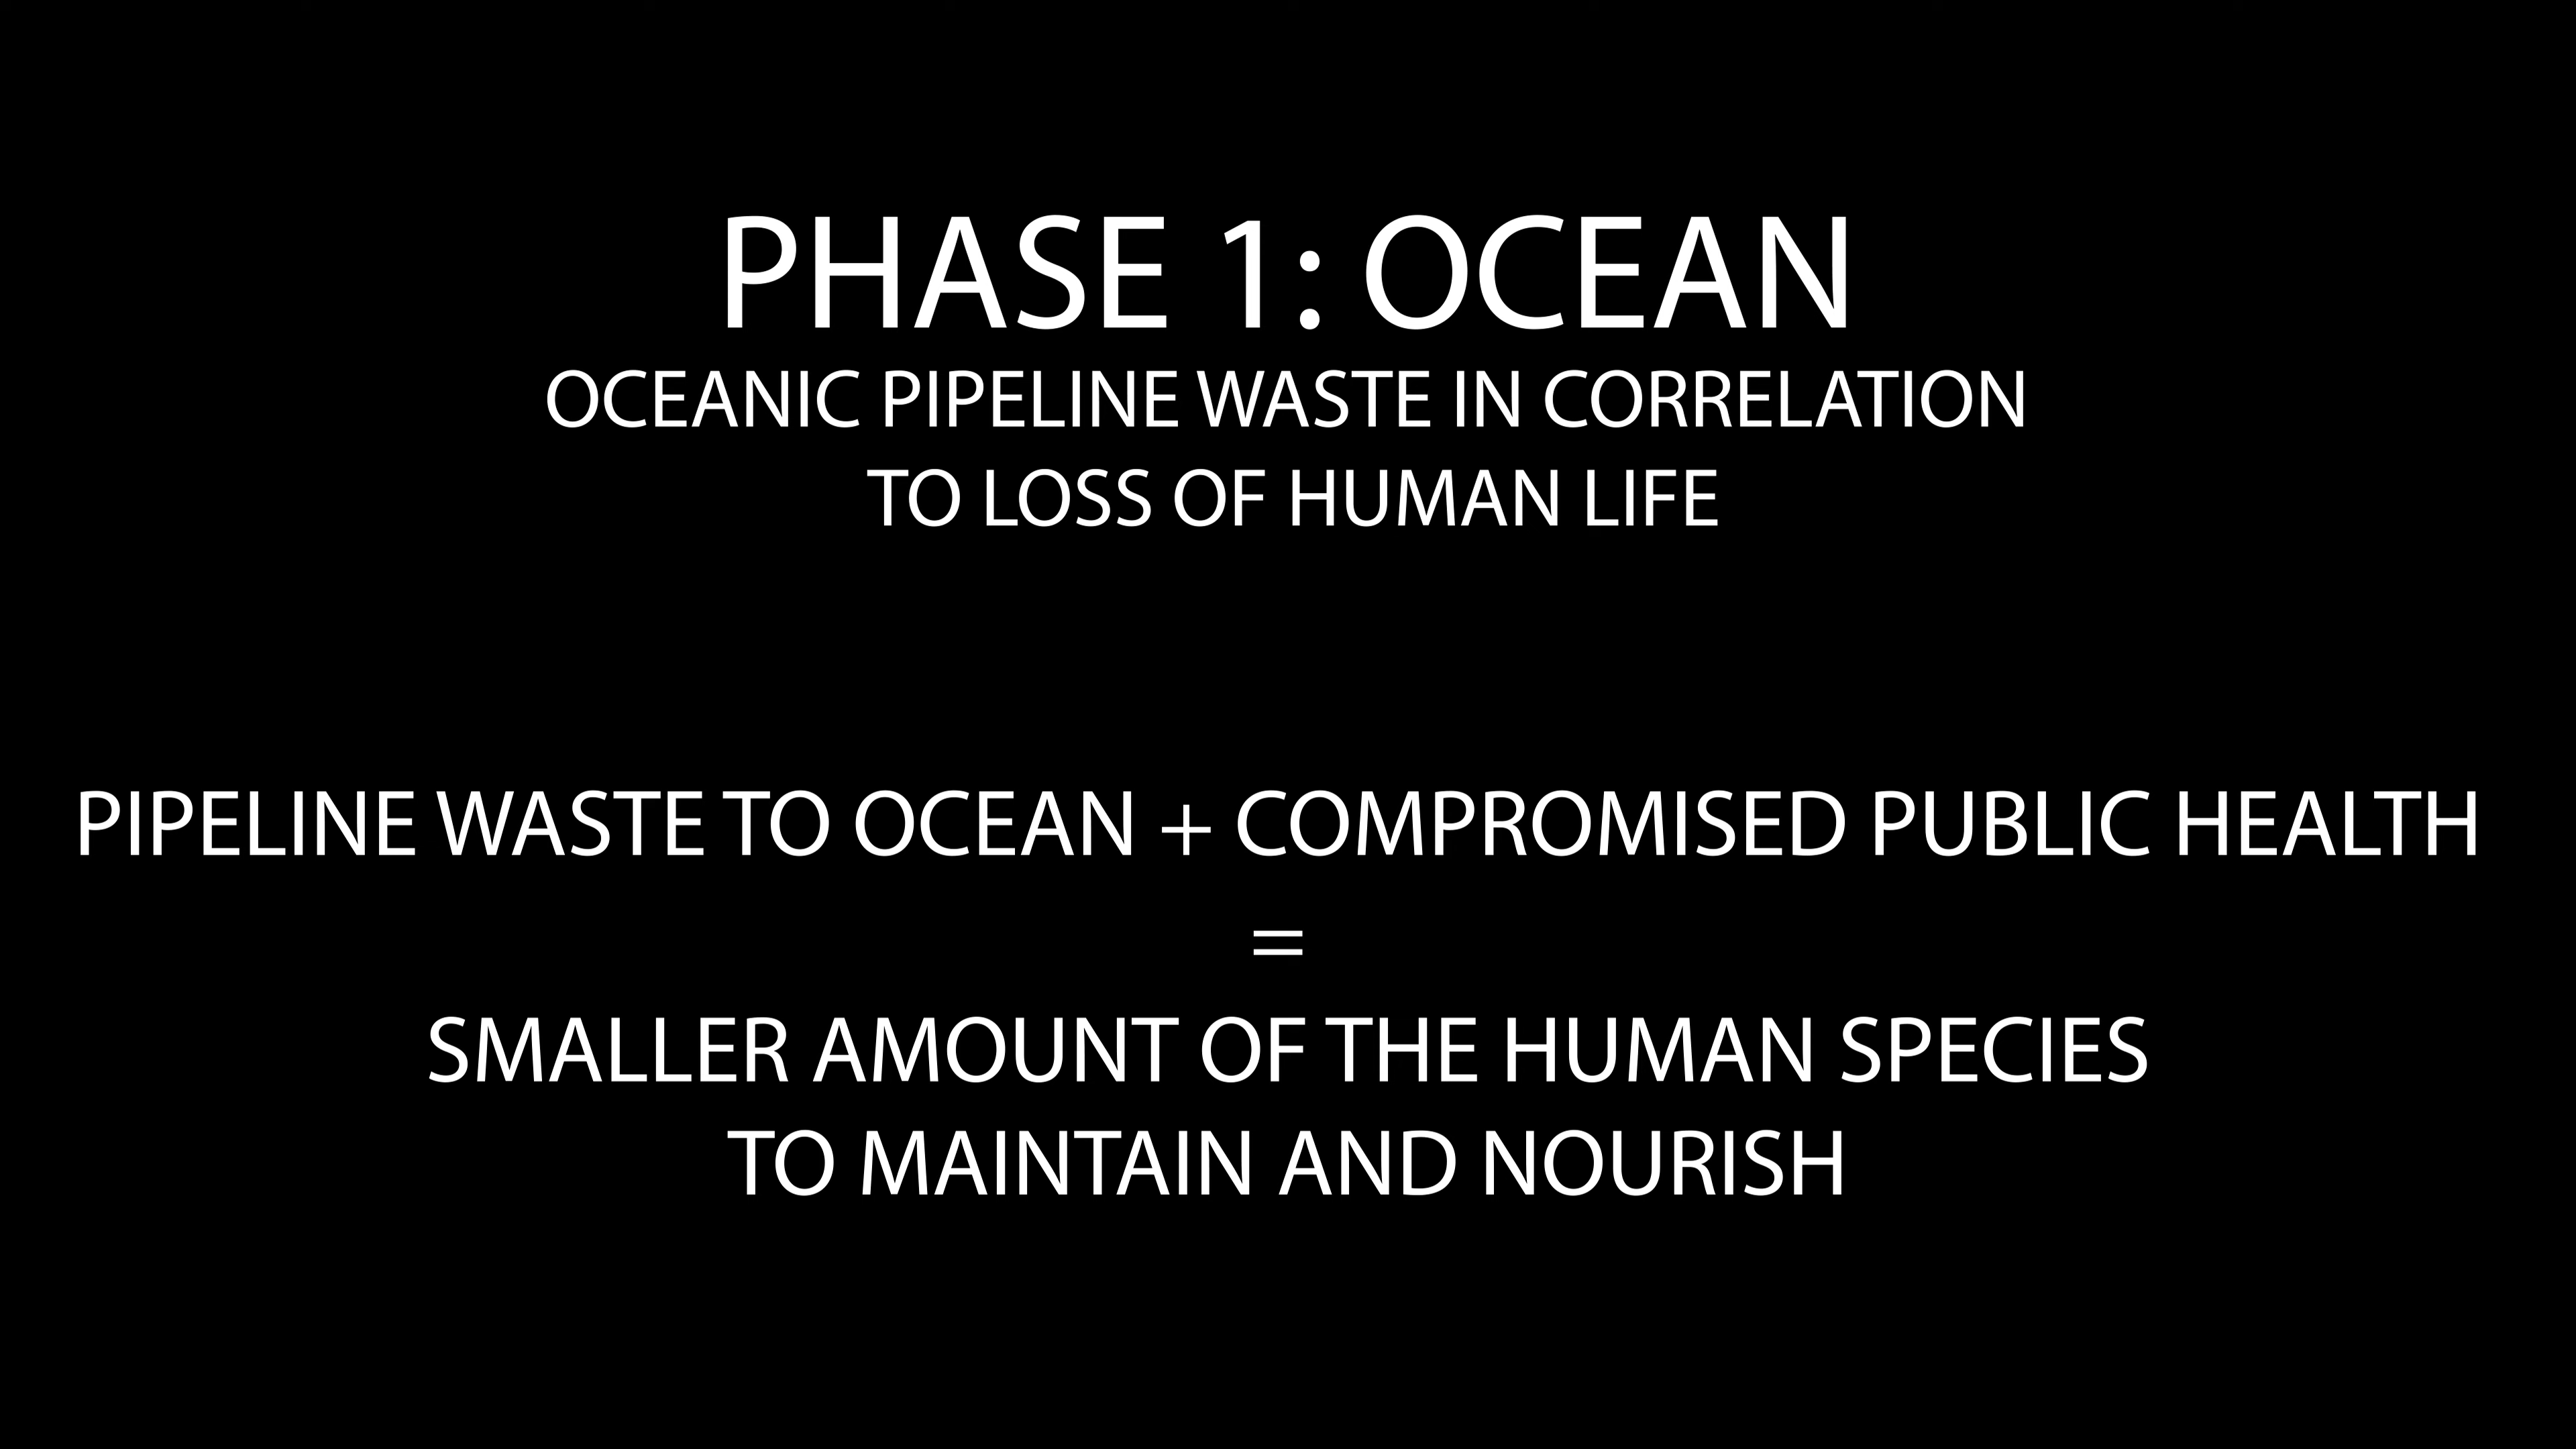 PHASE 1: OCEAN
OCEANIC PIPELINE WASTE IN CORRELATION
TO LOSS OF HUMAN LIFE
PIPELINE WASTE TO OCEAN + COMPROMISED PUBLIC HEALTH
=
SMALLER AMOUNT OF THE HUMAN SPECIES
TO MAINTAIN AND NOURISH